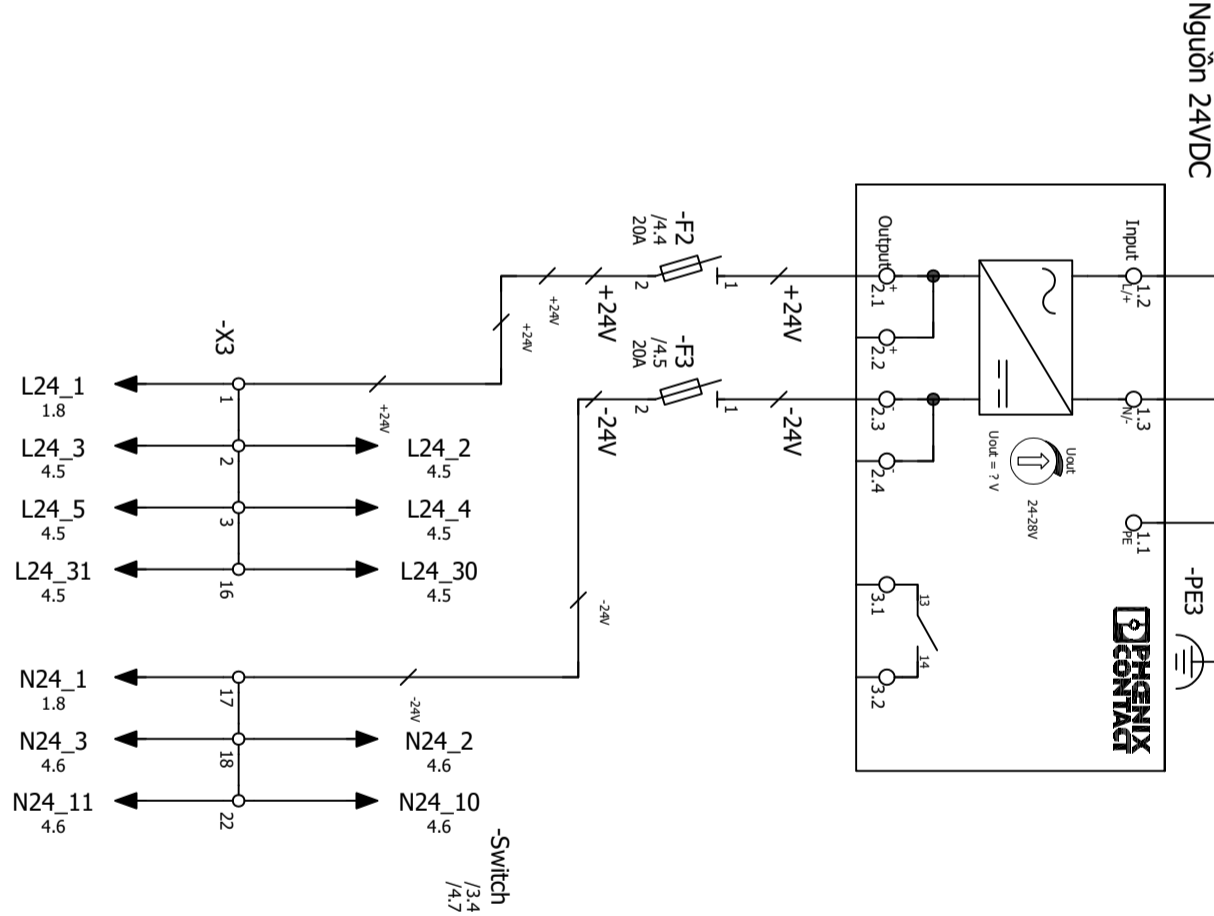 Nguồn 24VDC
Input
1.2
L/+
1.3
N/-
1.1
PE
-PE3
Uout
Uout = ? V
24-28V
PHŒNIX
CONTACT
Output
+
2.1
+
2.2
-
2.3
-
2.4
3.1
13
14
3.2
+24V
-24V
-F2
/4.4
20A
1
2
-F3
/4.5
20A
1
2
+24V
-24V
+24V
+24V
+24V
-24V
-24V
-X3
1
2
3
16
17
18
22
L24_1
1.8
L24_3
4.5
L24_2
4.5
L24_5
4.5
L24_4
4.5
L24_31
4.5
L24_30
4.5
N24_1
1.8
N24_3
4.6
N24_2
4.6
N24_11
4.6
N24_10
4.6
-Switch
/3.4
/4.7